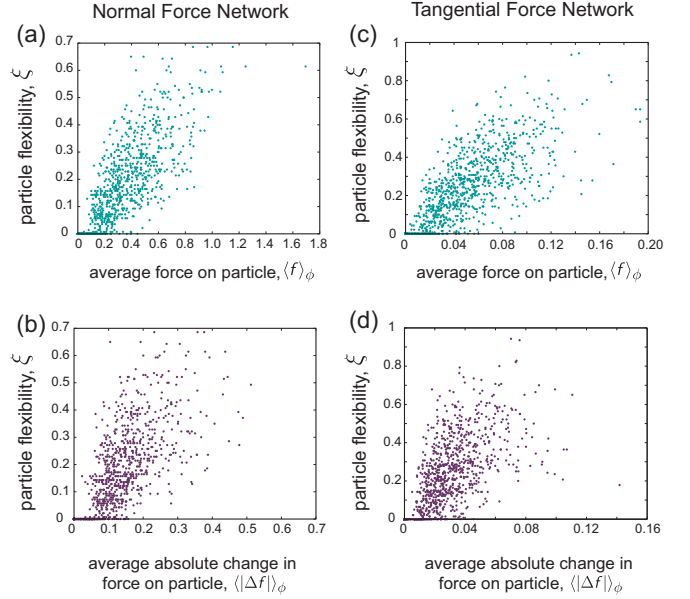 Normal Force Network
Tangential Force Network
(a)
particle flexibility, ξ
0.7
0.6
0.5
0.4
0.3
0.2
0.1
0
0 0.2 0.4 0.6 0.8 1.0 1.2 1.4 1.6 1.8
average force on particle, ⟨f⟩ϕ
(c)
particle flexibility, ξ
1
0.8
0.6
0.4
0.2
0
0 0.04 0.08 0.12 0.16 0.20
average force on particle, ⟨f⟩ϕ
(b)
particle flexibility, ξ
0.7
0.6
0.5
0.4
0.3
0.2
0.1
0
0 0.1 0.2 0.3 0.4 0.5 0.6 0.7
average absolute change in
force on particle, ⟨|Δf|⟩ϕ
(d)
particle flexibility, ξ
1
0.8
0.6
0.4
0.2
0
0 0.04 0.08 0.12 0.16
average absolute change in
force on particle, ⟨|Δf|⟩ϕ